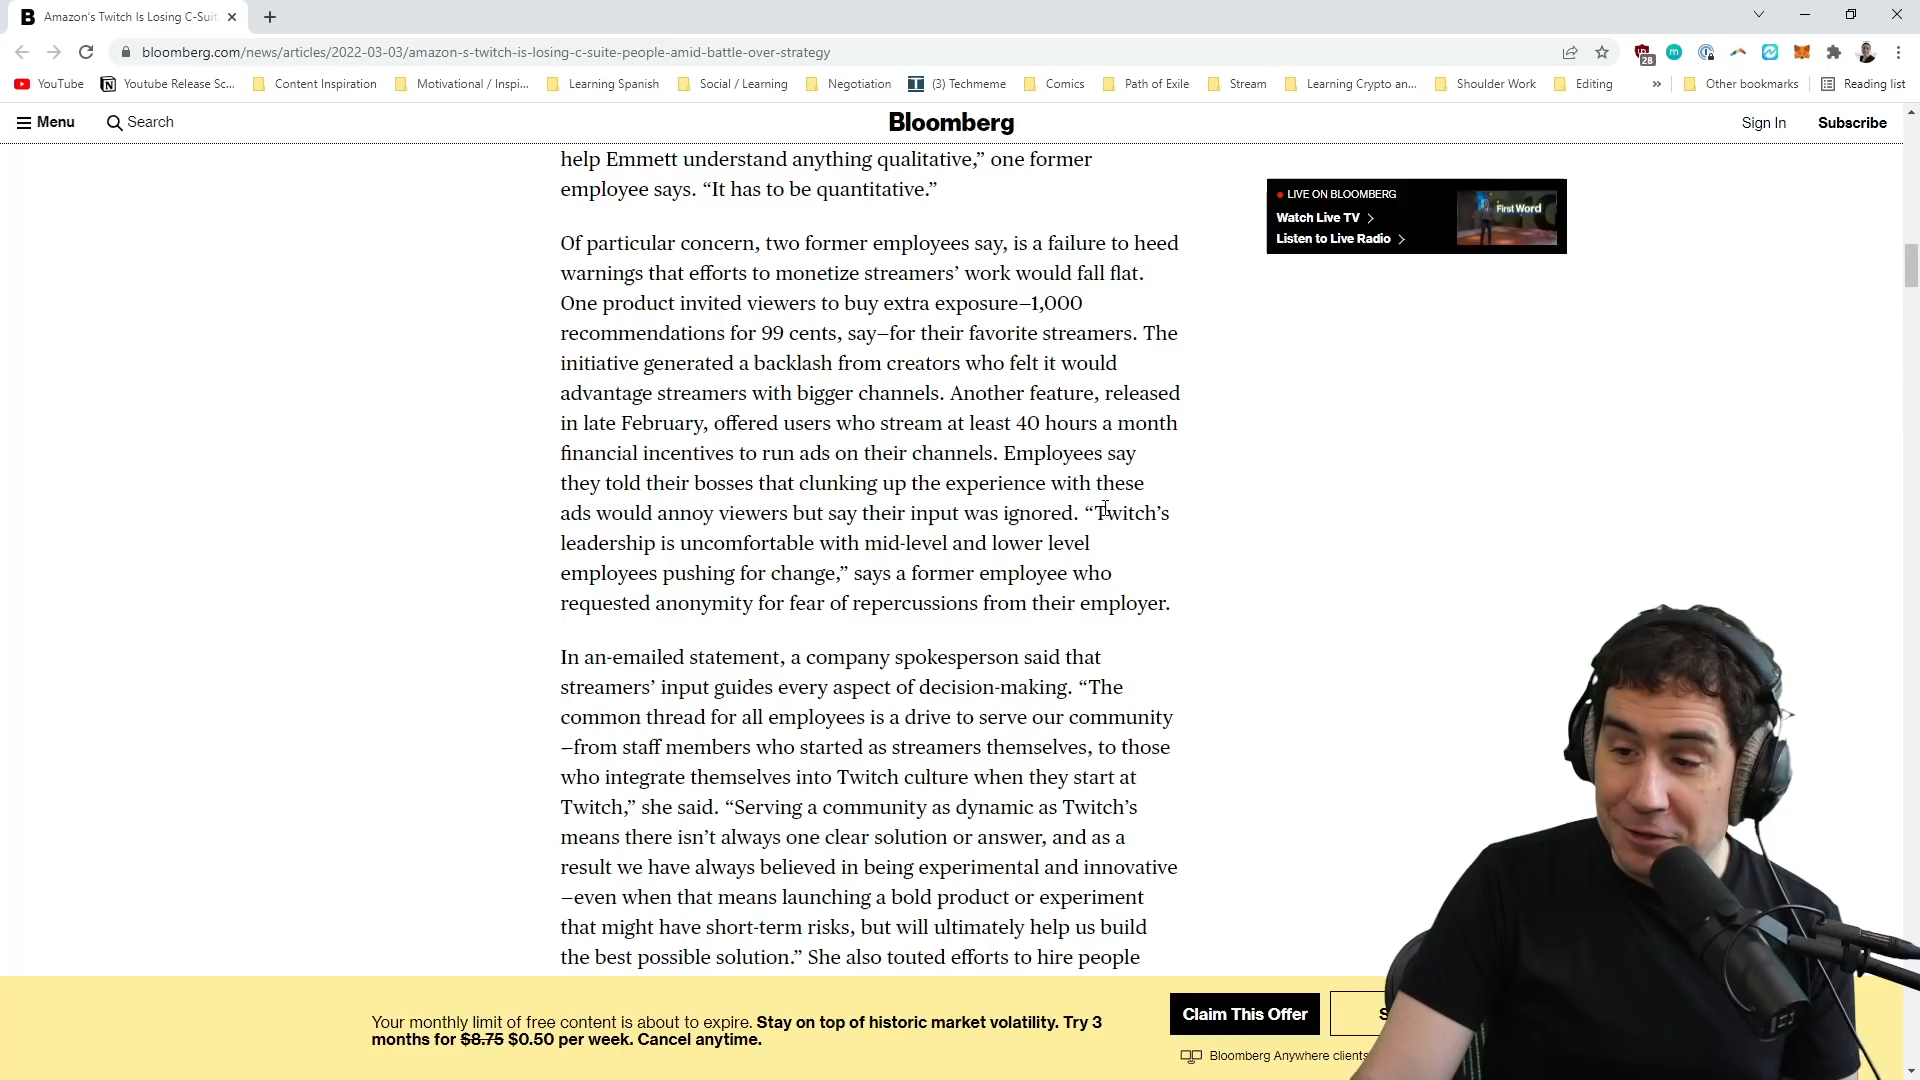 Amazon's Twitch Is Losing C-Suit
bloomberg.com/news/articles/2022-03-03/amazon-s-twitch-is-losing-c-suite-people-amid-battle-over-strategy
28
YouTube
Youtube Release Sc...
Content Inspiration
Motivational / Inspi...
Learning Spanish
Social / Learning
Negotiation
(3) Techmeme
Comics
Path of Exile
Stream
Learning Crypto an...
Shoulder Work
Editing
»
Other bookmarks
Reading list
Menu
Search
Bloomberg
Sign In
Subscribe
help Emmett understand anything qualitative,” one former
employee says. “It has to be quantitative.”
LIVE ON BLOOMBERG
Watch Live TV
Listen to Live Radio
First Word
Of particular concern, two former employees say, is a failure to heed
warnings that efforts to monetize streamers’ work would fall flat.
One product invited viewers to buy extra exposure—1,000
recommendations for 99 cents, say—for their favorite streamers. The
initiative generated a backlash from creators who felt it would
advantage streamers with bigger channels. Another feature, released
in late February, offered users who stream at least 40 hours a month
financial incentives to run ads on their channels. Employees say
they told their bosses that clunking up the experience with these
ads would annoy viewers but say their input was ignored. “Twitch’s
leadership is uncomfortable with mid-level and lower level
employees pushing for change,” says a former employee who
requested anonymity for fear of repercussions from their employer.
In an-emailed statement, a company spokesperson said that
streamers’ input guides every aspect of decision-making. “The
common thread for all employees is a drive to serve our community
—from staff members who started as streamers themselves, to those
who integrate themselves into Twitch culture when they start at
Twitch,” she said. “Serving a community as dynamic as Twitch’s
means there isn’t always one clear solution or answer, and as a
result we have always believed in being experimental and innovative
—even when that means launching a bold product or experiment
that might have short-term risks, but will ultimately help us build
the best possible solution.” She also touted efforts to hire people
Your monthly limit of free content is about to expire. Stay on top of historic market volatility. Try 3
months for $8.75 $0.50 per week. Cancel anytime.
Claim This Offer
S
Bloomberg Anywhere clients